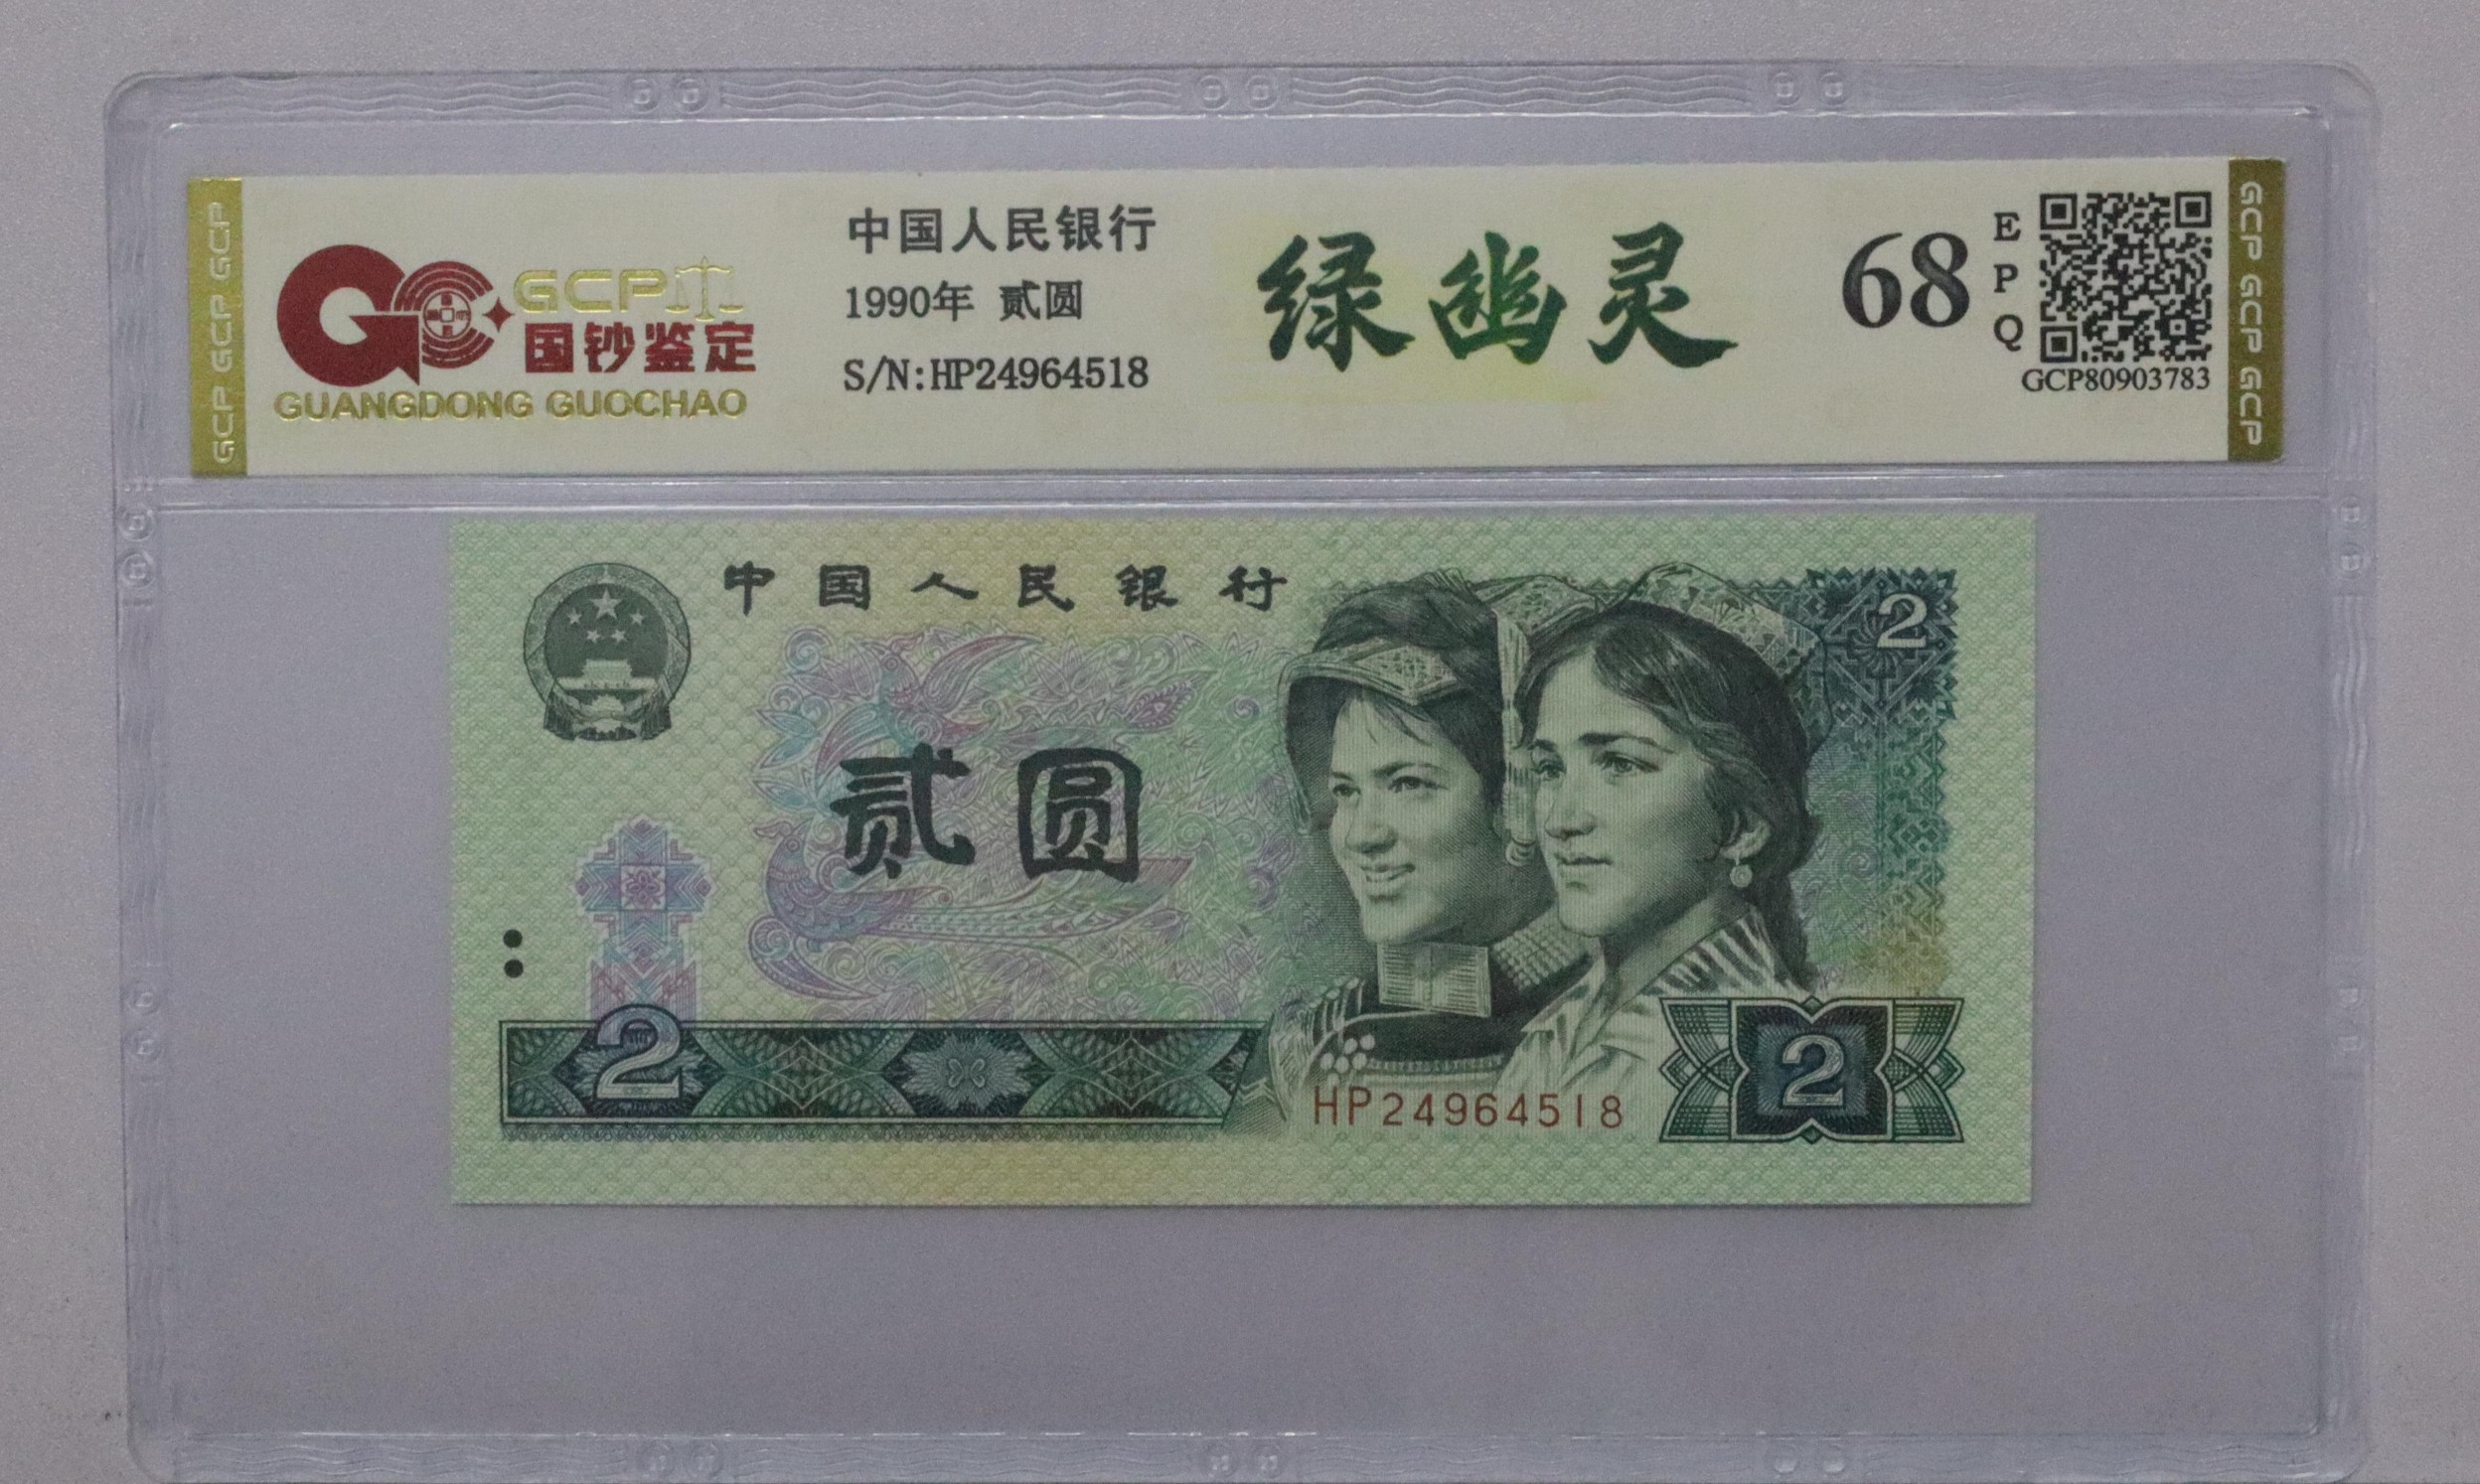 GCP GCP GCP
GCP
国钞鉴定
GUANGDONG GUOCHAO
中国人民银行
1990年 贰圆
S/N:HP24964518
绿幽灵
68
E
P
Q
GCP80903783
GCP GCP GCP
中国人民银行
2
贰圆
2
HP24964518
2